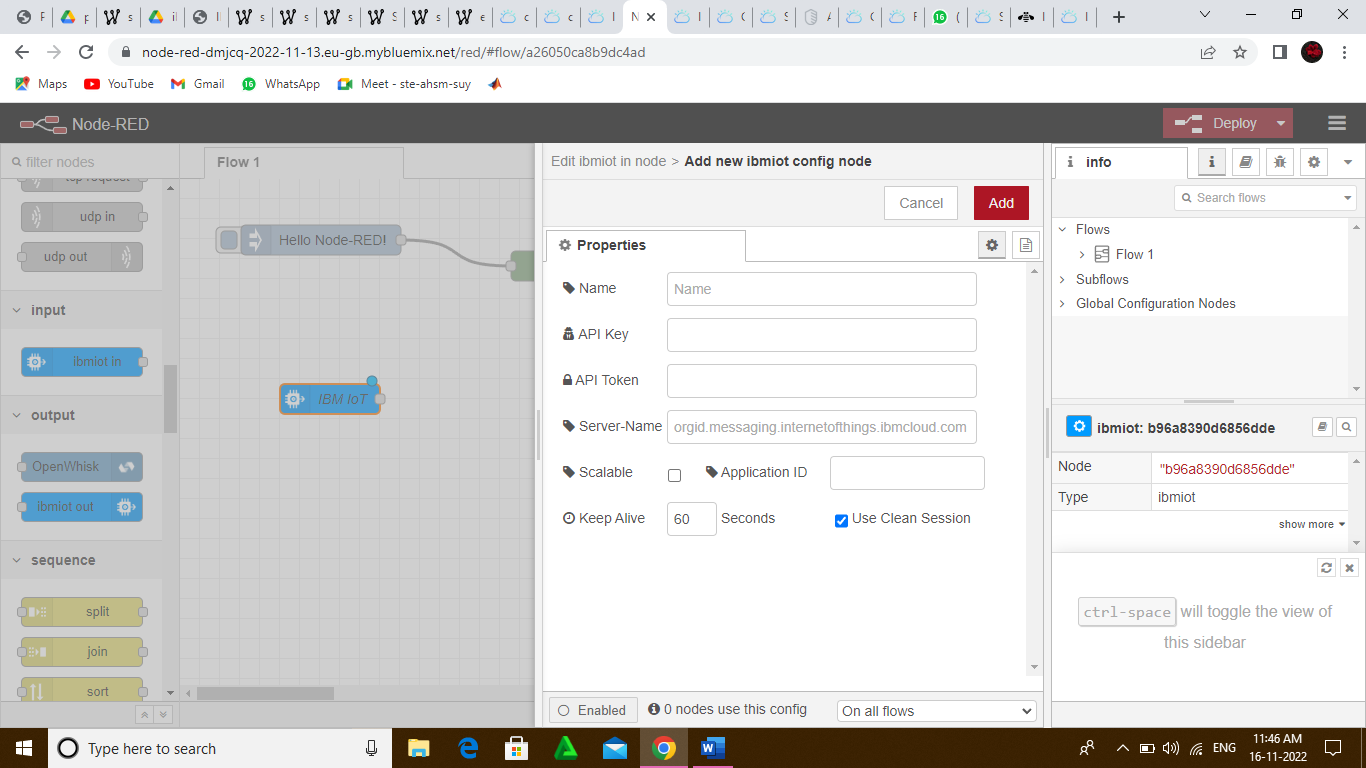 node-red-dmjcq-2022-11-13.eu-gb.mybluemix.net/red/#flow/a26050ca8b9dc4ad
Maps YouTube Gmail WhatsApp Meet - ste-ahsm-suy
Node-RED Deploy
filter nodes
Flow 1
udp in
udp out
input
ibmiot in
output
OpenWhisk
ibmiot out
sequence
split
join
sort
Hello Node-RED!
IBM IoT
Edit ibmiot in node > Add new ibmiot config node
Cancel Add
Properties
Name Name
API Key
API Token
Server-Name orgid.messaging.internetofthings.ibmcloud.com
Scalable Application ID
Keep Alive 60 Seconds Use Clean Session
Enabled 0 nodes use this config On all flows
i info i
Search flows
Flows
Flow 1
Subflows
Global Configuration Nodes
ibmiot: b96a8390d6856dde
Node "b96a8390d6856dde"
Type ibmiot
show more
ctrl-space will toggle the view of
this sidebar
Type here to search
ENG
11:46 AM
16-11-2022